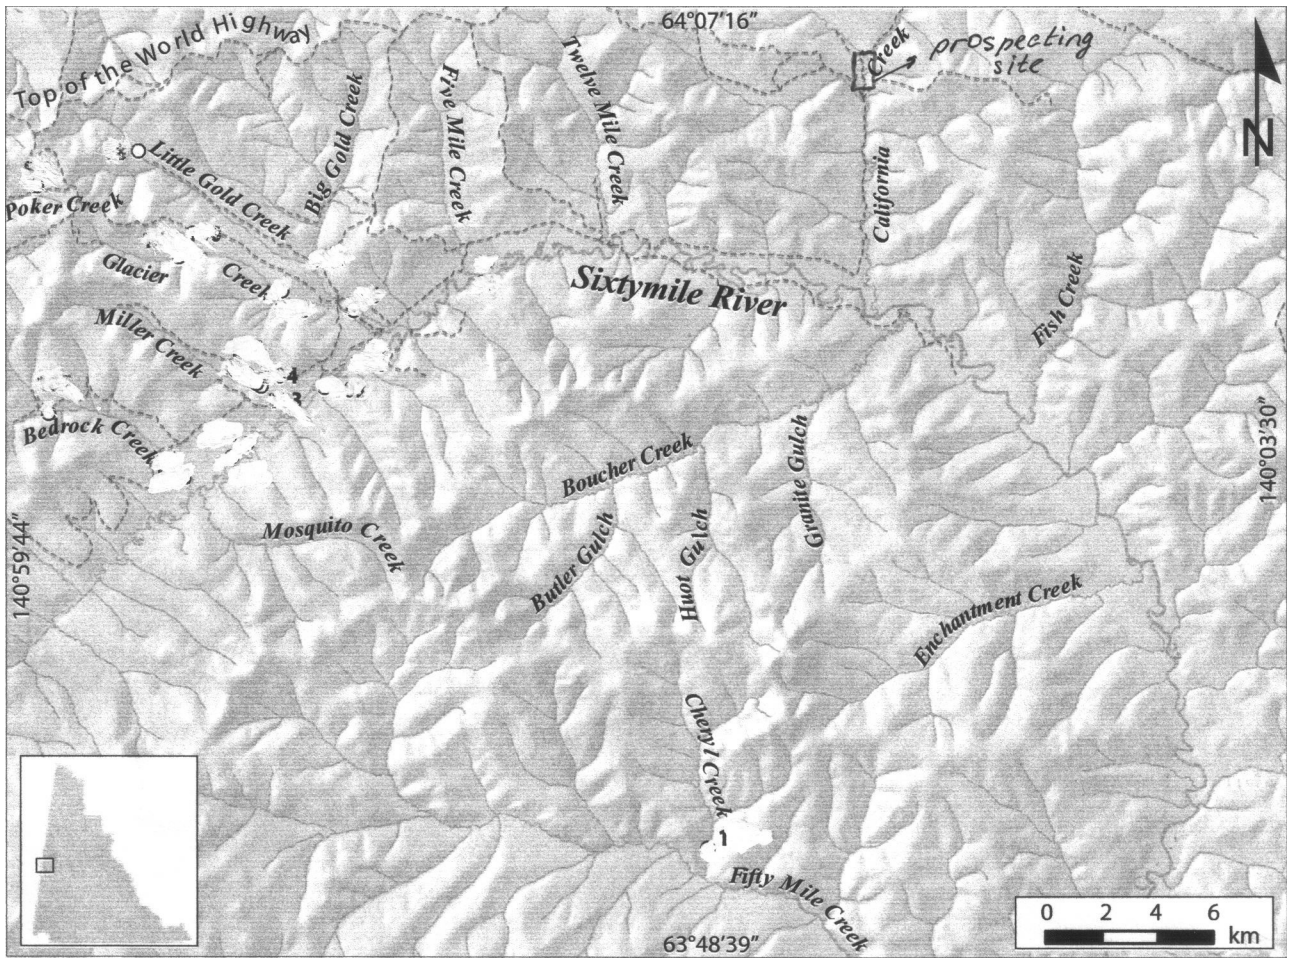 64°07'16"
Top of the World Highway
Creek
prospecting
site
Twelve Mile Creek
Five Mile Creek
Big Gold Creek
Little Gold Creek
California
N
Poker Creek
Glacier Creek
Sixtymile River
Fish Creek
Miller Creek
4
3
Bedrock Creek
140°03'30"
Boucher Creek
Granite Gulch
Huot Gulch
Butler Gulch
Mosquito Creek
140°59'44"
Enchantment Creek
Cheryl Creek
1
Fifty Mile Creek
0 2 4 6
km
63°48'39"